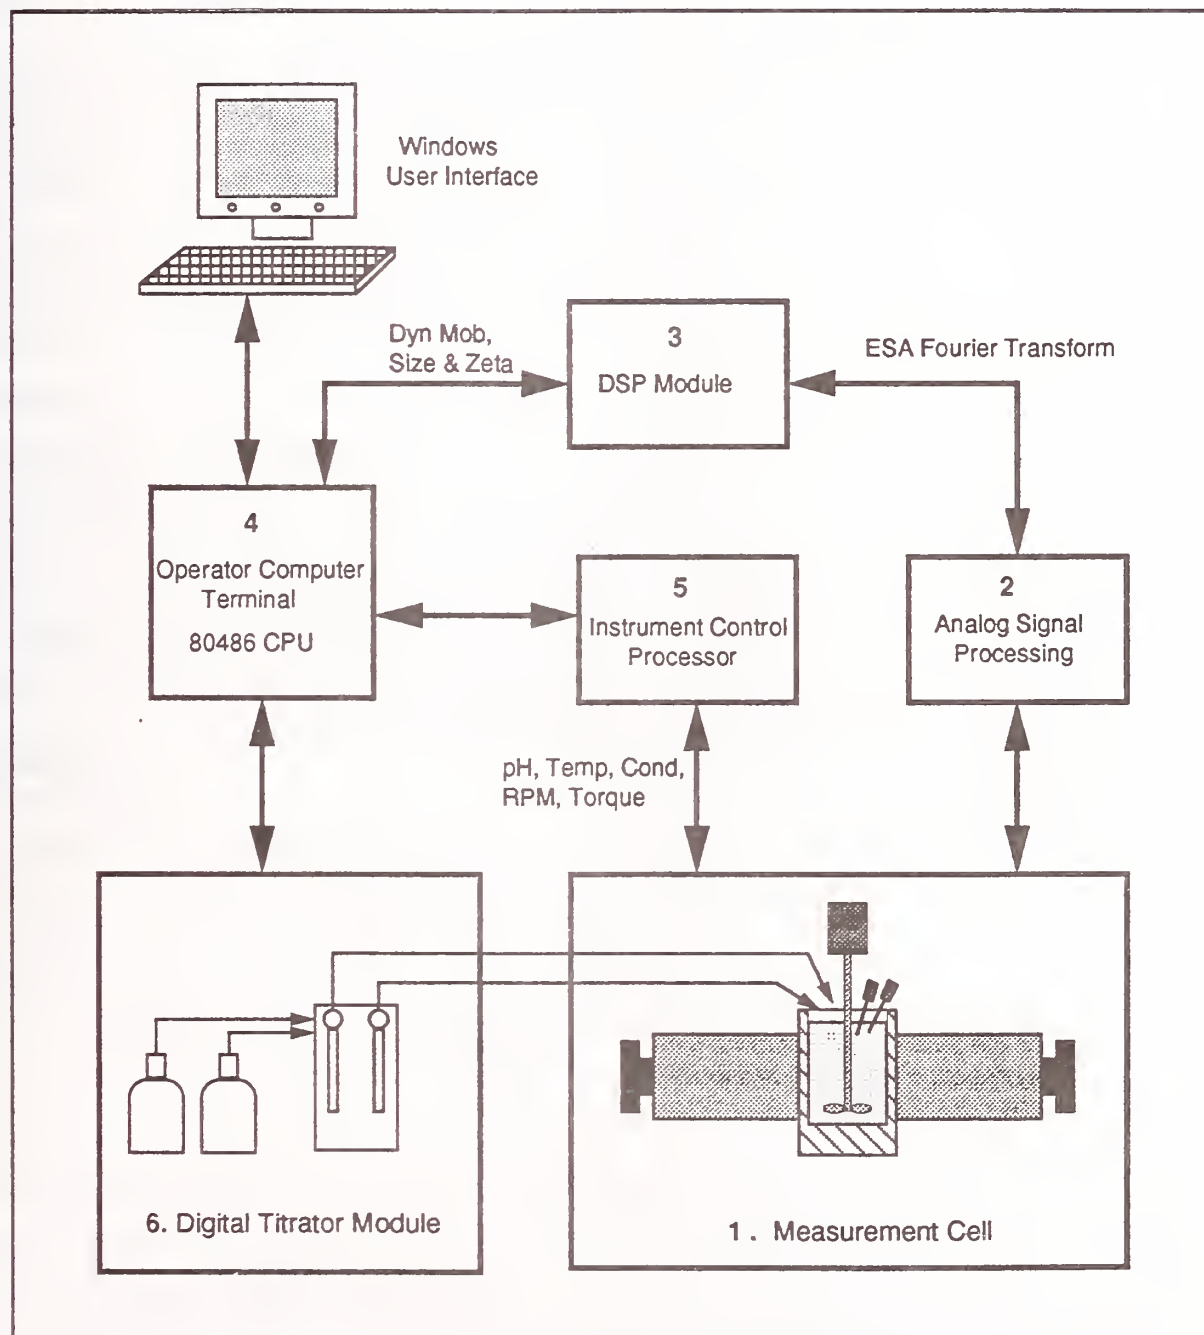 Windows
User Interface
Dyn Mob,
Size & Zeta
3
DSP Module
ESA Fourier Transform
4
Operator Computer
Terminal
80486 CPU
5
Instrument Control
Processor
2
Analog Signal
Processing
pH, Temp, Cond,
RPM, Torque
6. Digital Titrator Module
1. Measurement Cell